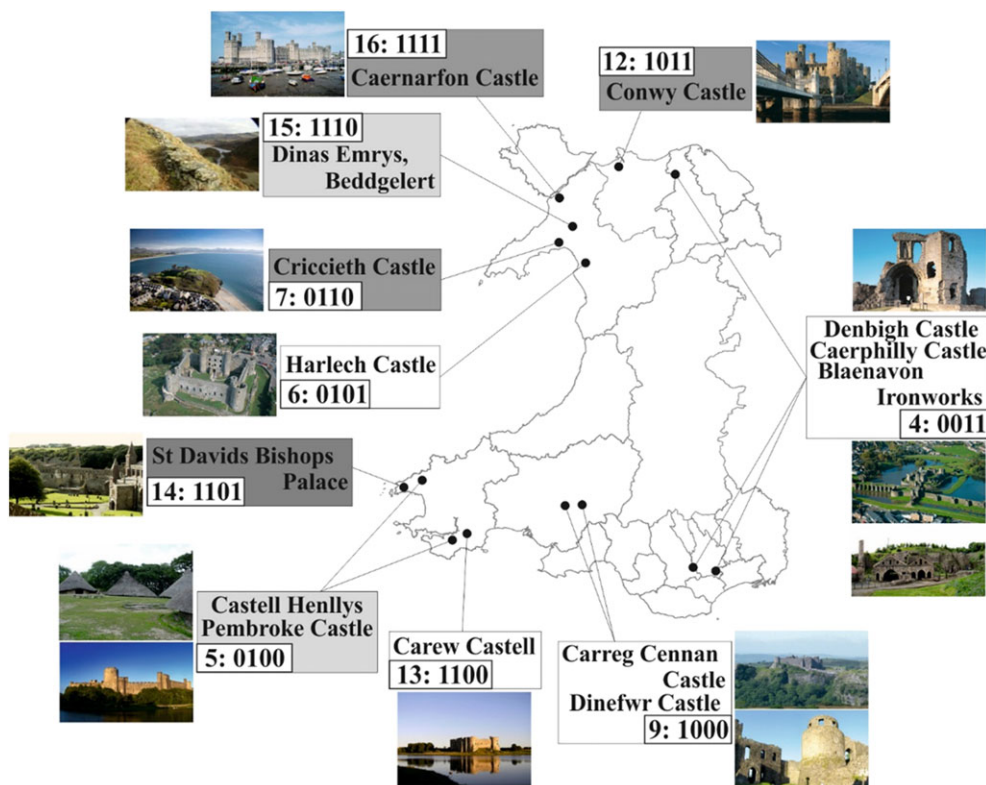 16: 1111
Caernarfon Castle
12: 1011
Conwy Castle
15: 1110
Dinas Emrys,
Beddgelert
Criccieth Castle
7: 0110
Harlech Castle
6: 0101
Denbigh Castle
Caerphilly Castle
Blaenavon
Ironworks
4: 0011
St Davids Bishops
Palace
14: 1101
Castell Henllys
Pembroke Castle
5: 0100
Carew Castell
13: 1100
Carreg Cennan
Castle
Dinefwr Castle
9: 1000